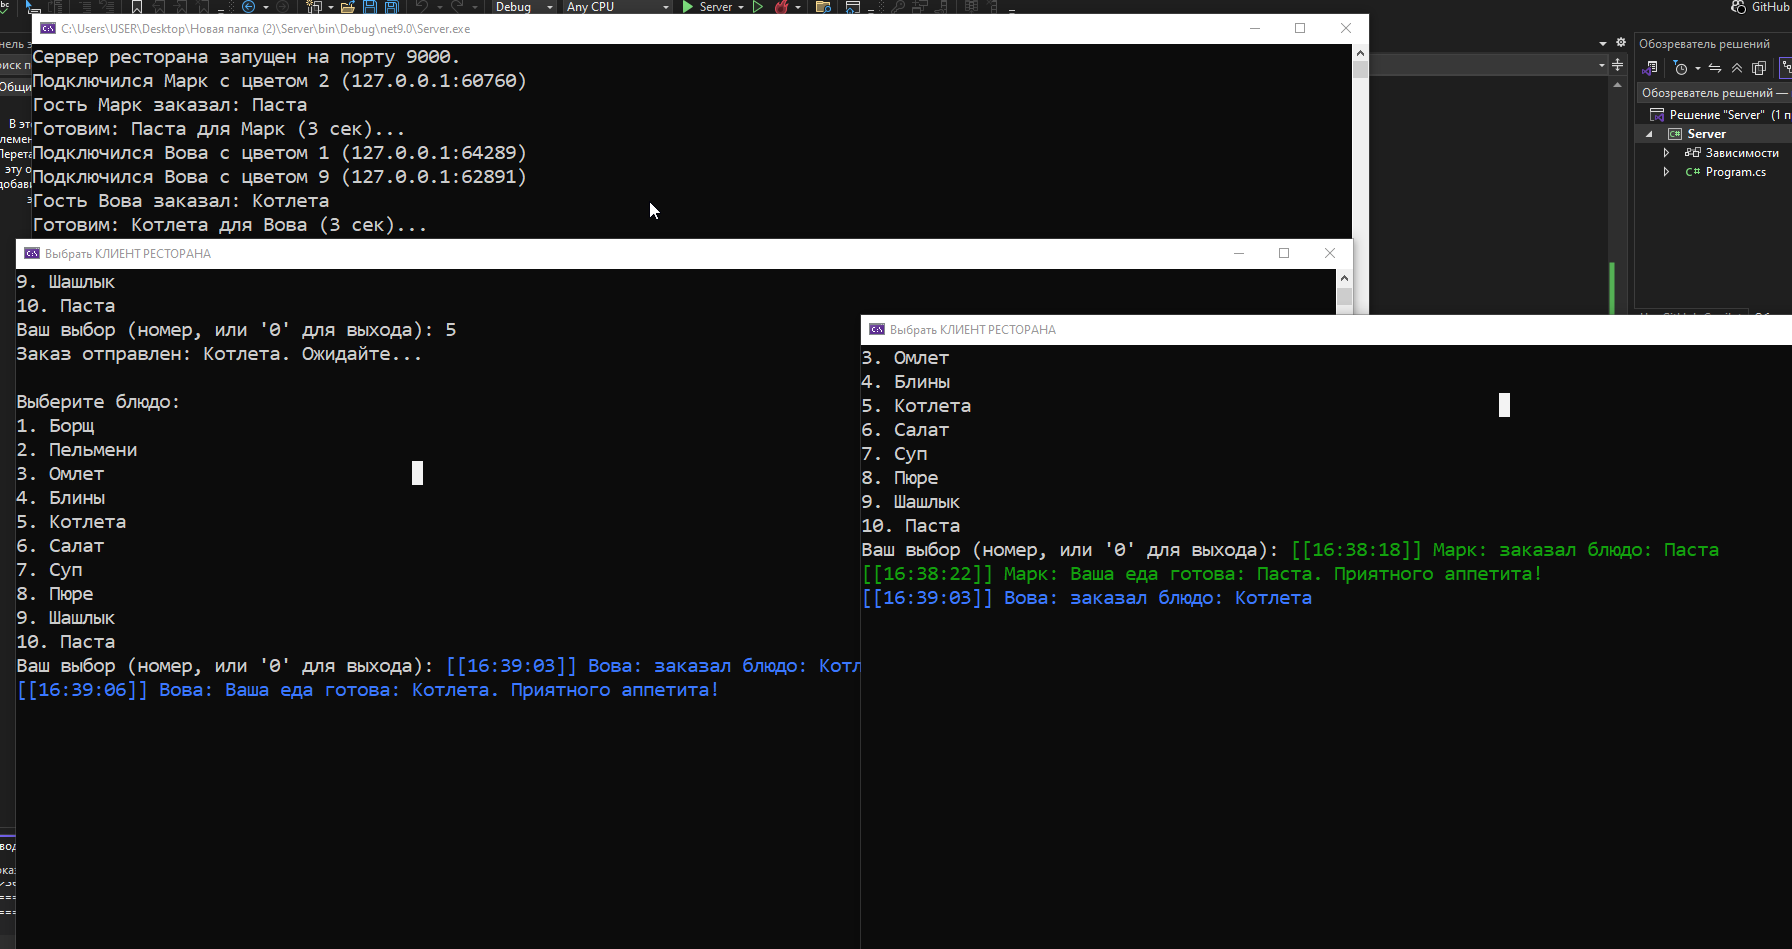 Debug
Any CPU
Server
GitHub
C:\Users\USER\Desktop\Новая папка (2)\Server\bin\Debug\net9.0\Server.exe
Сервер ресторана запущен на порту 9000.
Подключился Марк с цветом 2 (127.0.0.1:60760)
Гость Марк заказал: Паста
Готовим: Паста для Марк (3 сек)...
Подключился Вова с цветом 1 (127.0.0.1:64289)
Подключился Вова с цветом 9 (127.0.0.1:62891)
Гость Вова заказал: Котлета
Готовим: Котлета для Вова (3 сек)...
Обозреватель решений
Обозреватель решений —
Решение "Server" (1 п
Server
Зависимости
C# Program.cs
Выбрать КЛИЕНТ РЕСТОРАНА
9. Шашлык
10. Паста
Ваш выбор (номер, или '0' для выхода): 5
Заказ отправлен: Котлета. Ожидайте...
Выберите блюдо:
1. Борщ
2. Пельмени
3. Омлет
4. Блины
5. Котлета
6. Салат
7. Суп
8. Пюре
9. Шашлык
10. Паста
Ваш выбор (номер, или '0' для выхода): [[16:39:03]] Вова: заказал блюдо: Котл
[[16:39:06]] Вова: Ваша еда готова: Котлета. Приятного аппетита!
Выбрать КЛИЕНТ РЕСТОРАНА
3. Омлет
4. Блины
5. Котлета
6. Салат
7. Суп
8. Пюре
9. Шашлык
10. Паста
Ваш выбор (номер, или '0' для выхода): [[16:38:18]] Марк: заказал блюдо: Паста
[[16:38:22]] Марк: Ваша еда готова: Паста. Приятного аппетита!
[[16:39:03]] Вова: заказал блюдо: Котлета